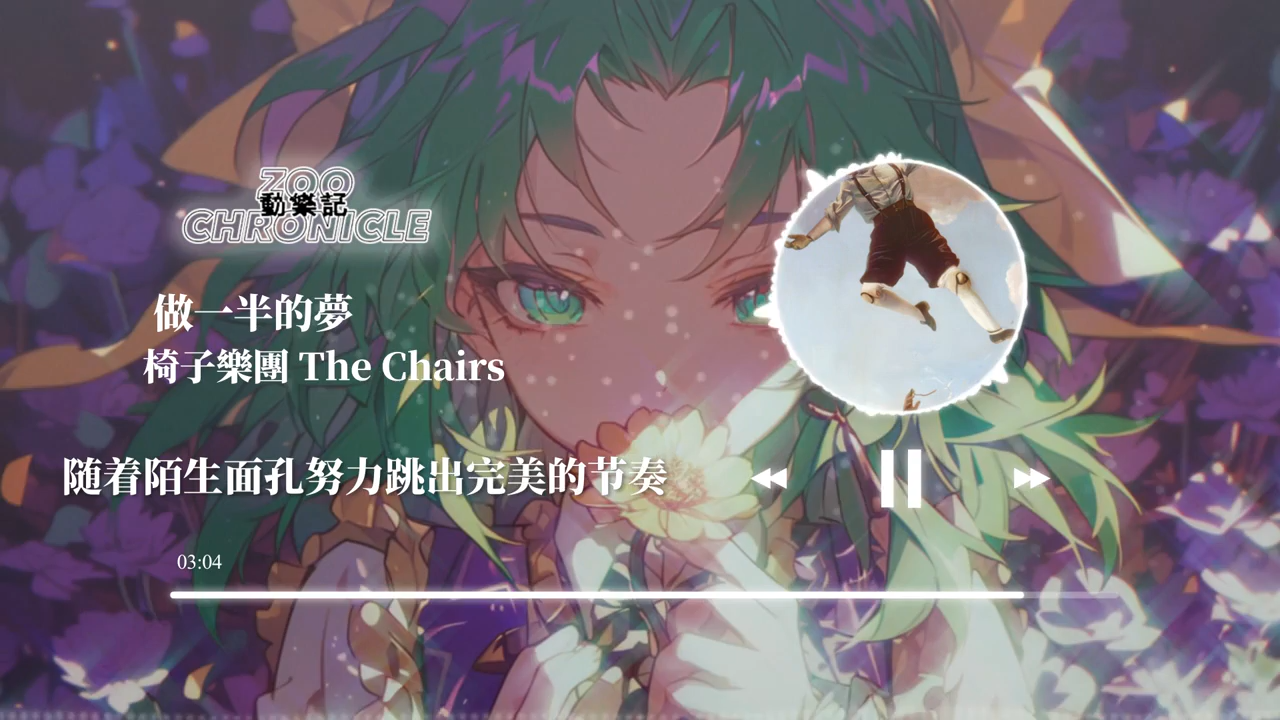 ZOO
動樂記
CHRONICLE
做一半的夢
椅子樂團 The Chairs
随着陌生面孔努力跳出完美的节奏
03:04